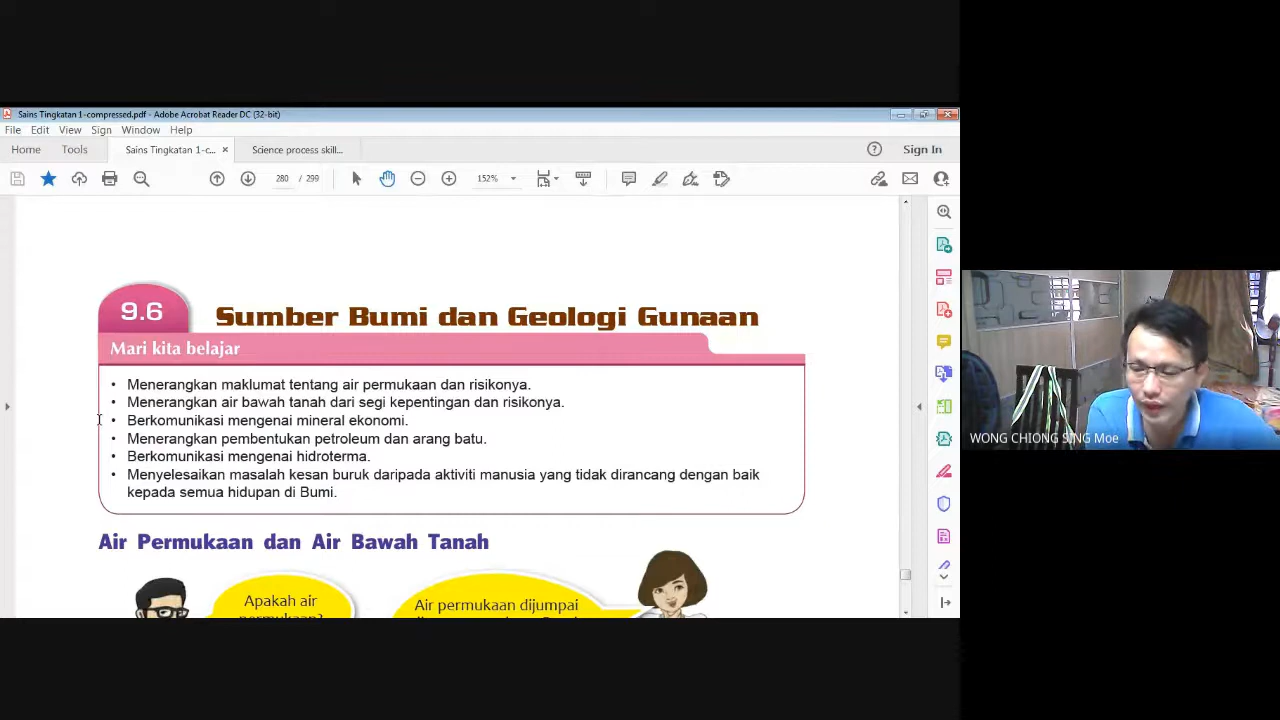 Sains Tingkatan 1-compressed.pdf - Adobe Acrobat Reader DC (32-bit)
File Edit View Sign Window Help
Home Tools Sains Tingkatan 1-c... × Science process skill... Sign In
280 / 299 152%
9.6 Sumber Bumi dan Geologi Gunaan
Mari kita belajar
• Menerangkan maklumat tentang air permukaan dan risikonya.
• Menerangkan air bawah tanah dari segi kepentingan dan risikonya.
• Berkomunikasi mengenai mineral ekonomi.
• Menerangkan pembentukan petroleum dan arang batu.
• Berkomunikasi mengenai hidroterma.
• Menyelesaikan masalah kesan buruk daripada aktiviti manusia yang tidak dirancang dengan baik
kepada semua hidupan di Bumi.
Air Permukaan dan Air Bawah Tanah
Apakah air
permukaan?
Air permukaan dijumpai
WONG CHIONG SING Moe